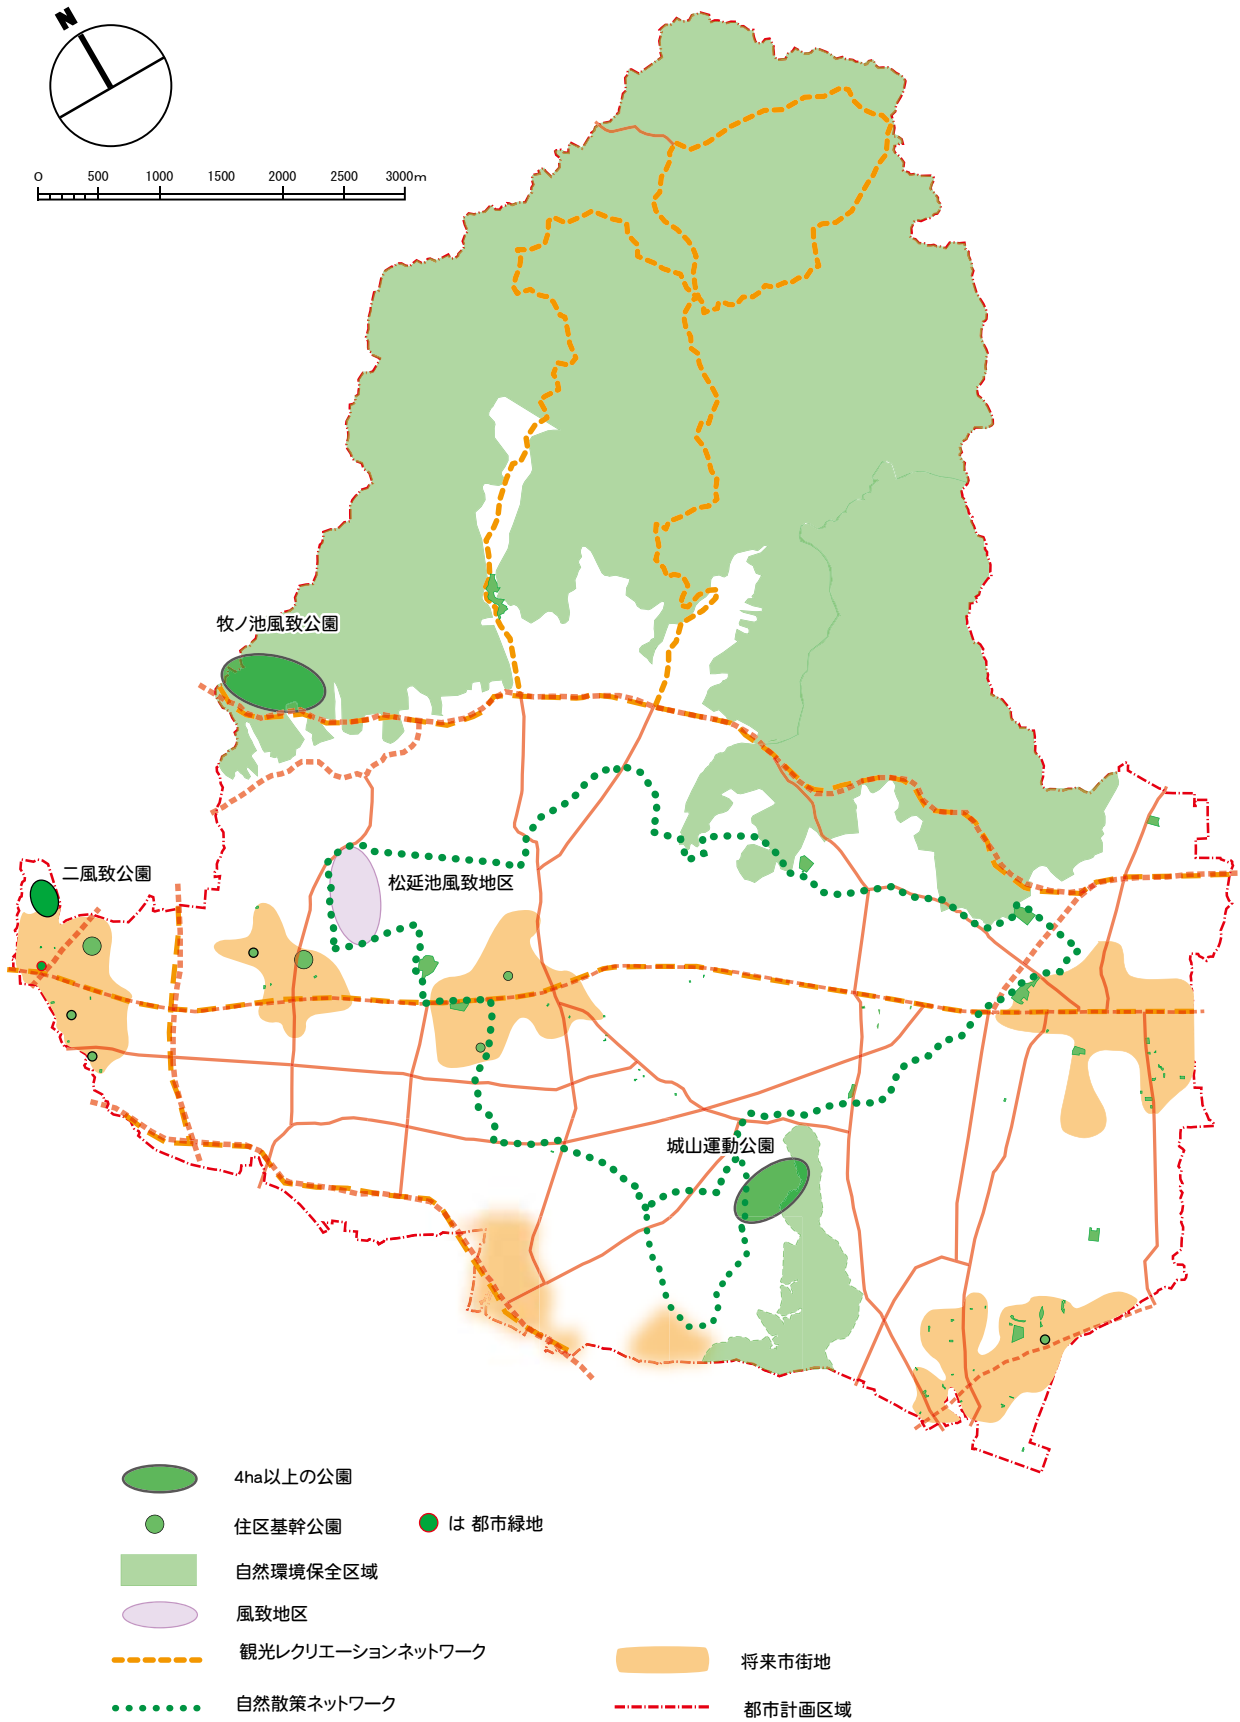 N
0 500 1000 1500 2000 2500 3000m
牧ノ池風致公園
二風致公園
松延池風致地区
城山運動公園
4ha以上の公園
住区基幹公園 は 都市緑地
自然環境保全区域
風致地区
観光レクリエーションネットワーク
将来市街地
自然散策ネットワーク
都市計画区域